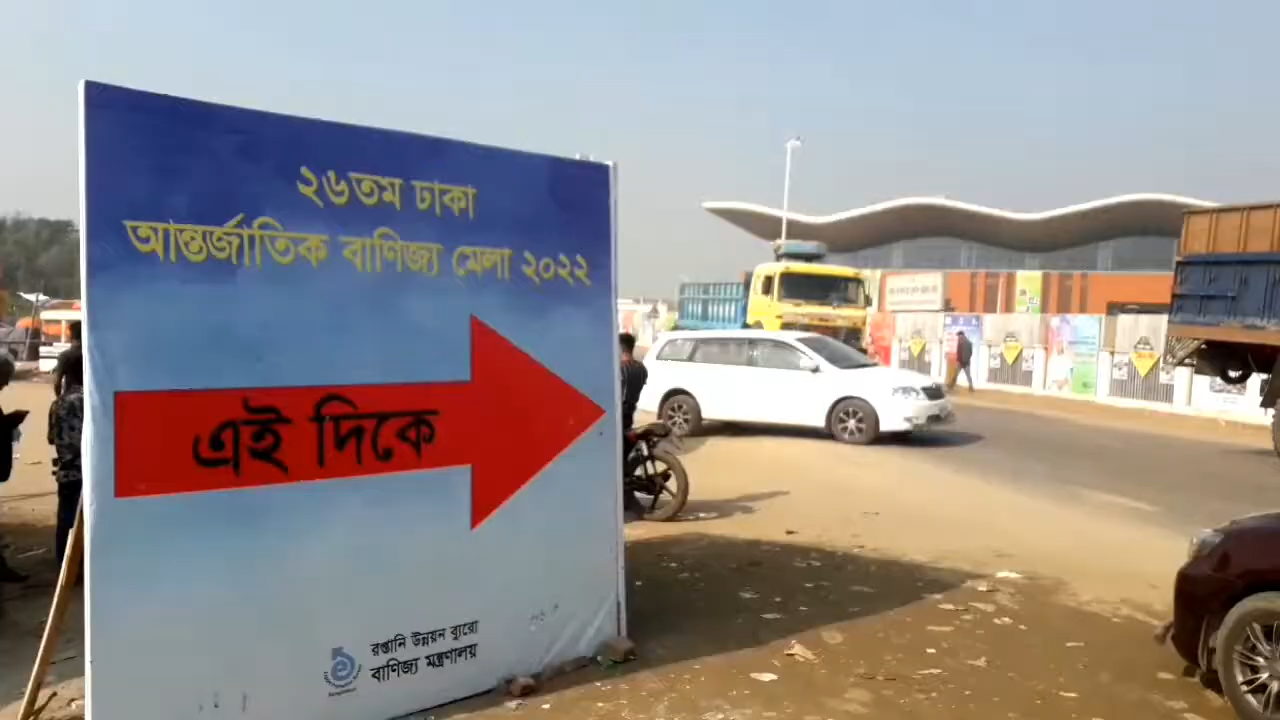 ২৬তম ঢাকা
আন্তর্জাতিক বাণিজ্য মেলা ২০২২
এই দিকে
রপ্তানি উন্নয়ন ব্যুরো
বাণিজ্য মন্ত্রণালয়